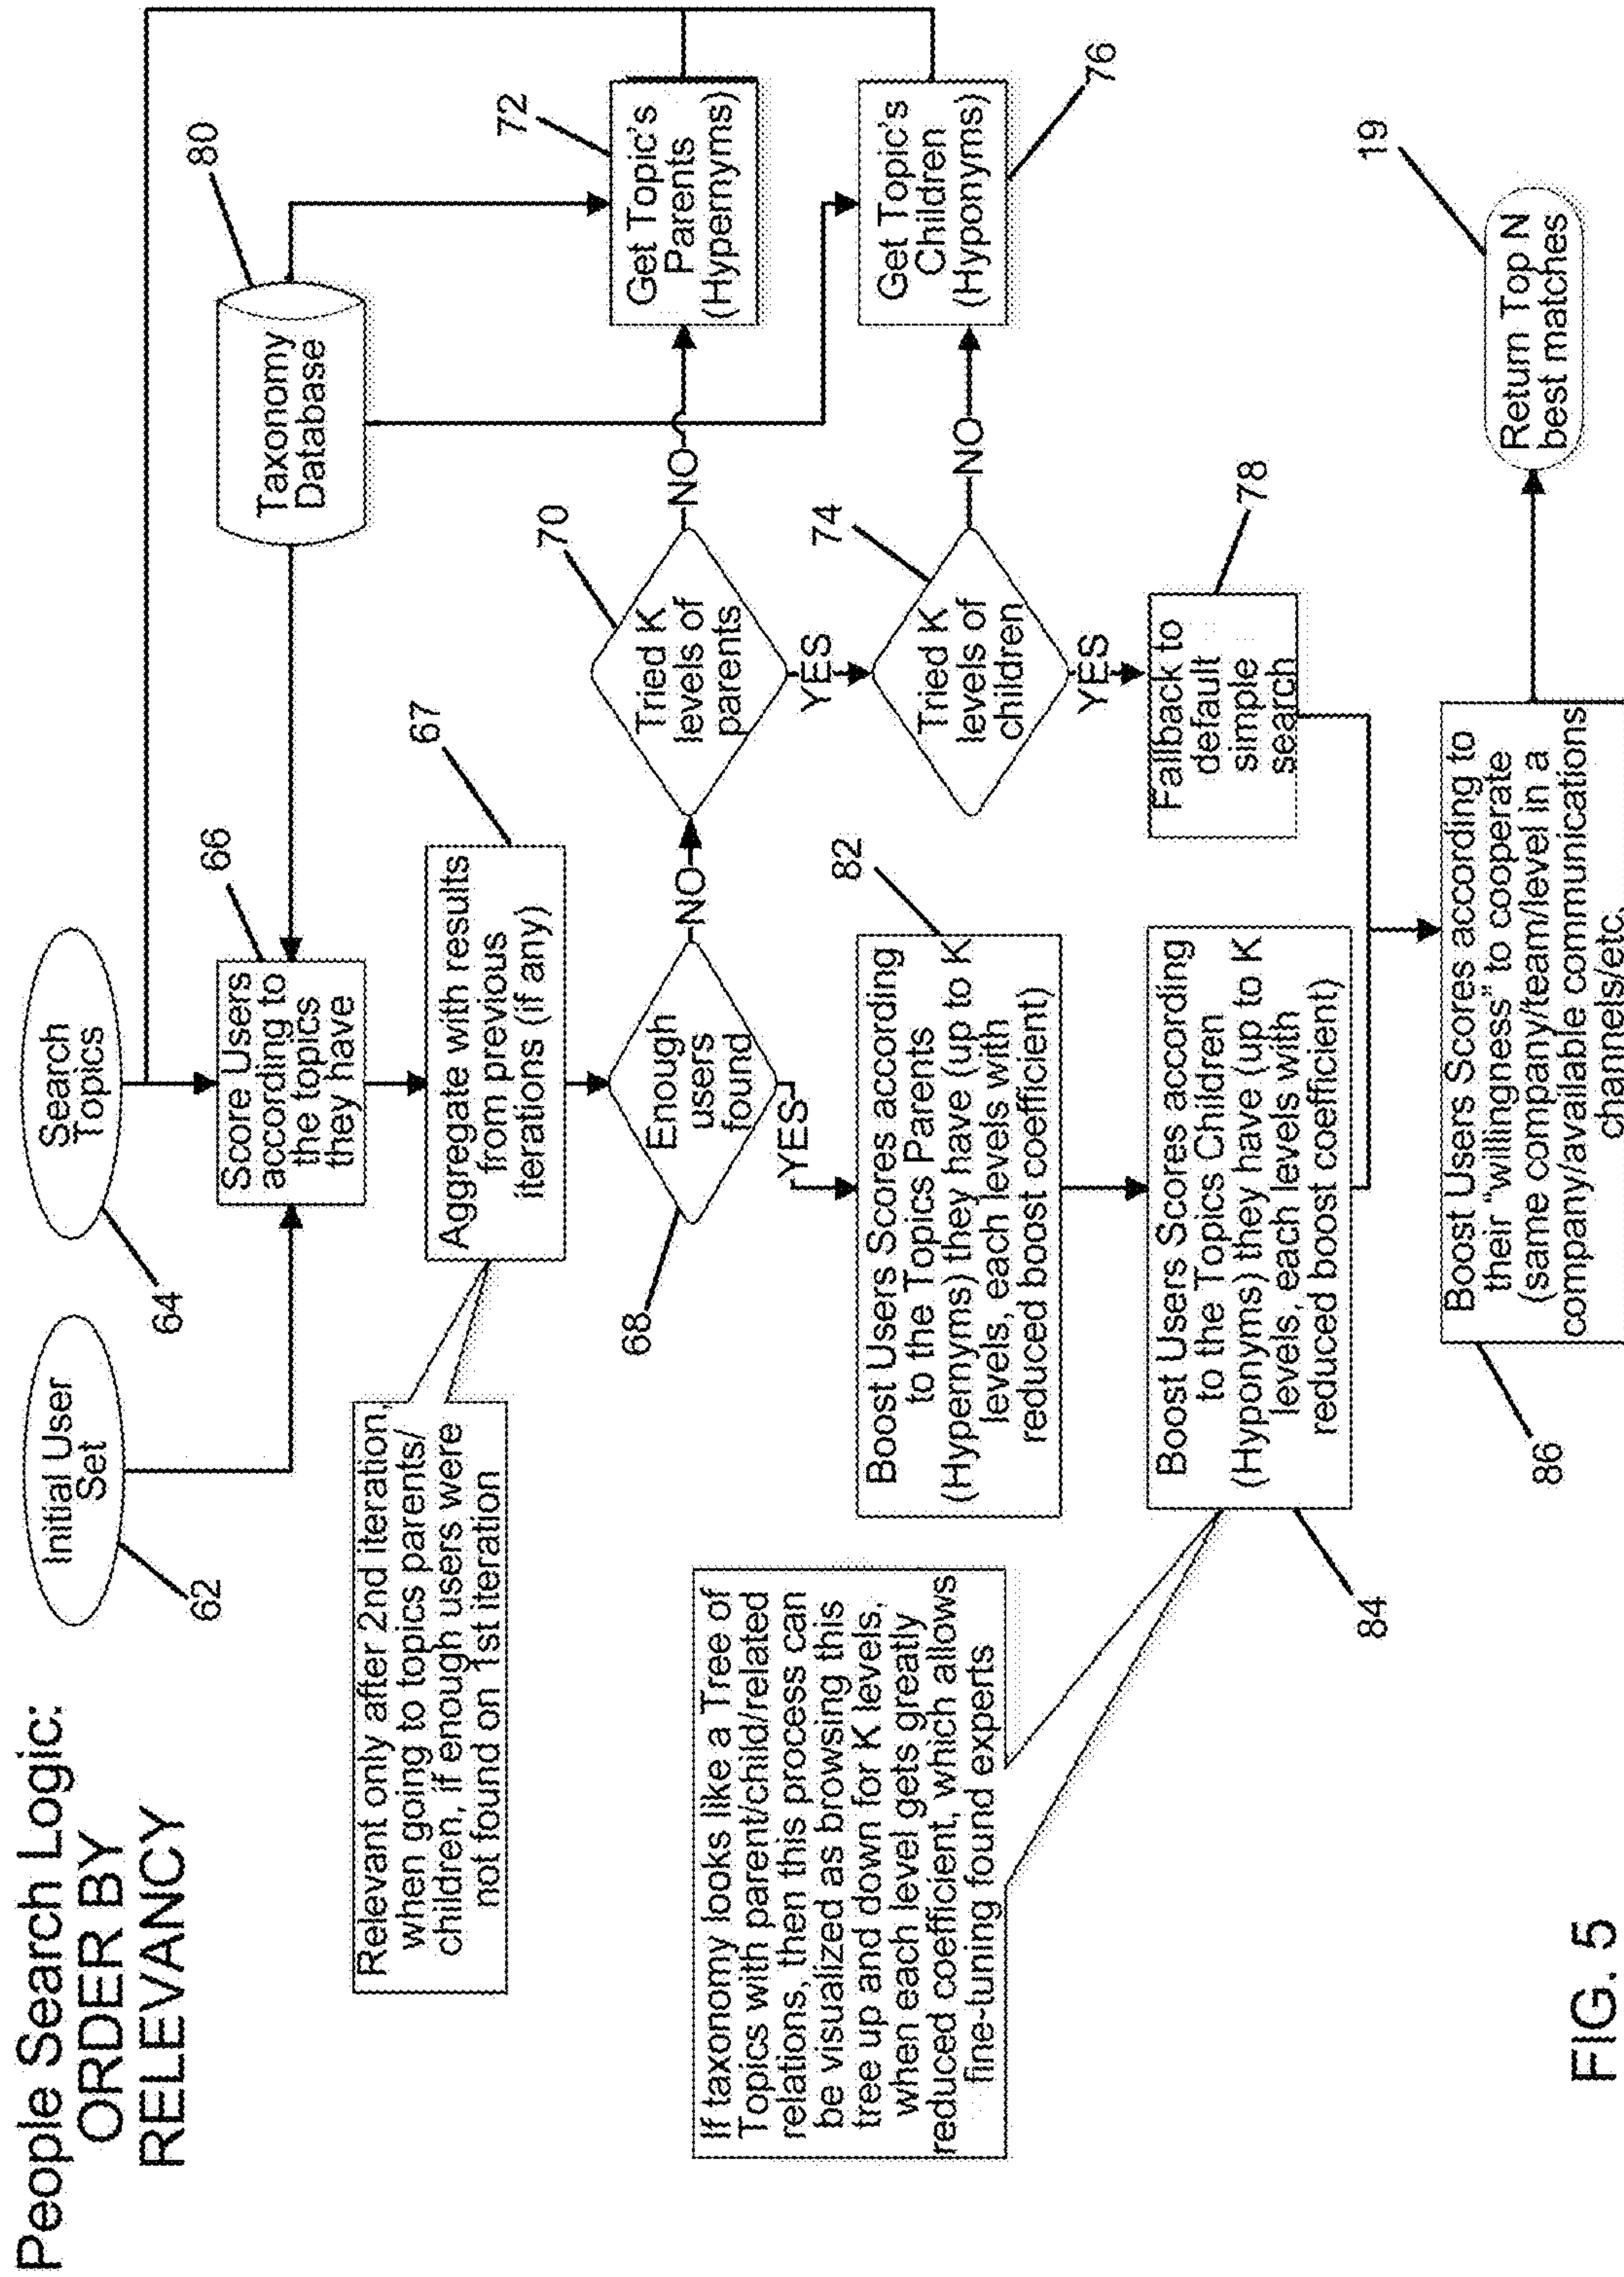 People Search Logic:
ORDER BY
RELEVANCY
Initial User
Set
62
Search
Topics
64
Taxonomy
Database
80
Score Users
according to
the topics
they have
66
Relevant only after 2nd iteration,
when going to topics parents/
children, if enough users were
not found on 1st iteration
Aggregate with results
from previous
iterations (if any)
67
Enough
users
found
68
NO
YES
Tried K
levels of
parents
70
NO
YES
Get Topic's
Parents
(Hypernyms)
72
Tried K
levels of
children
74
NO
YES
Get Topic's
Children
(Hyponyms)
76
Fallback to
default
simple
search
78
Boost Users Scores according
to the Topics Parents
(Hypernyms) they have (up to K
levels, each levels with
reduced boost coefficient)
82
If taxonomy looks like a Tree of
Topics with parent/child/related
relations, then this process can
be visualized as browsing this
tree up and down for K levels,
when each level gets greatly
reduced coefficient, which allows
fine-tuning found experts
Boost Users Scores according
to the Topics Children
(Hyponyms) they have (up to K
levels, each levels with
reduced boost coefficient)
84
Boost Users Scores according to
their "willingness" to cooperate
(same company/team/level in a
company/available communications
channels/etc.
86
Return Top N
best matches
19
FIG. 5